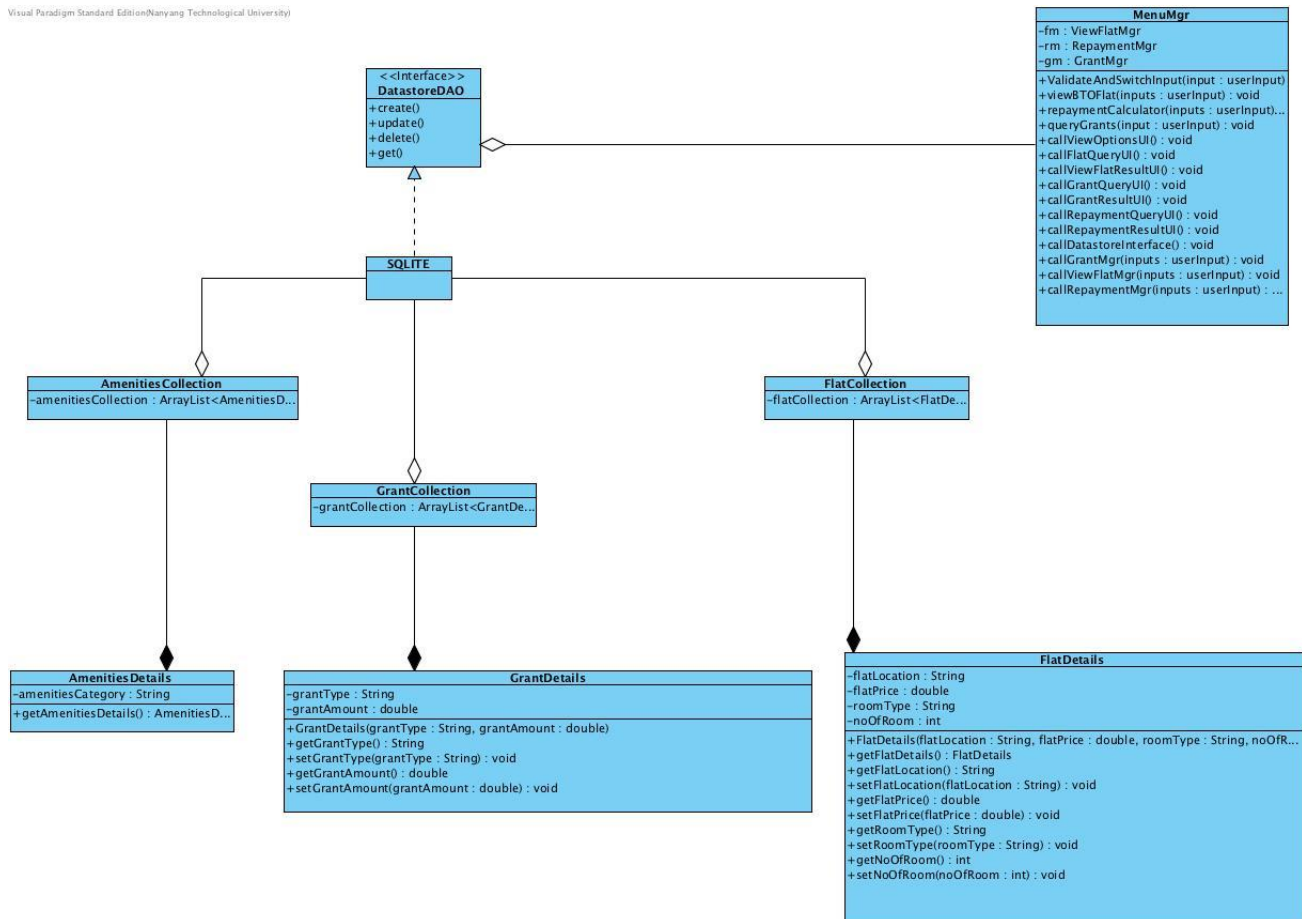 Visual Paradigm Standard Edition(Nanyang Technological University)
MenuMgr
-fm : ViewFlatMgr
-rm : RepaymentMgr
-gm : GrantMgr
+ValidateAndSwitchInput(input : userInput)
+viewBTOFlat(inputs : userInput) : void
+repaymentCalculator(inputs : userInput)...
+queryGrants(input : userInput) : void
+callViewOptionsUI() : void
+callFlatQueryUI() : void
+callViewFlatResultUI() : void
+callGrantQueryUI() : void
+callGrantResultUI() : void
+callRepaymentQueryUI() : void
+callRepaymentResultUI() : void
+callDatastoreInterface() : void
+callGrantMgr(inputs : userInput) : void
+callViewFlatMgr(inputs : userInput) : void
+callRepaymentMgr(inputs : userInput) : ...
<<Interface>>
DatastoreDAO
+create()
+update()
+delete()
+get()
SQLITE
AmenitiesCollection
-amenitiesCollection : ArrayList<AmenitiesD...
FlatCollection
-flatCollection : ArrayList<FlatDe...
GrantCollection
-grantCollection : ArrayList<GrantDe...
AmenitiesDetails
-amenitiesCategory : String
+getAmenitiesDetails() : AmenitiesD...
GrantDetails
-grantType : String
-grantAmount : double
+GrantDetails(grantType : String, grantAmount : double)
+getGrantType() : String
+setGrantType(grantType : String) : void
+getGrantAmount() : double
+setGrantAmount(grantAmount : double) : void
FlatDetails
-flatLocation : String
-flatPrice : double
-roomType : String
-noOfRoom : int
+FlatDetails(flatLocation : String, flatPrice : double, roomType : String, noOfR...
+getFlatDetails() : FlatDetails
+getFlatLocation() : String
+setFlatLocation(flatLocation : String) : void
+getFlatPrice() : double
+setFlatPrice(flatPrice : double) : void
+getRoomType() : String
+setRoomType(roomType : String) : void
+getNoOfRoom() : int
+setNoOfRoom(noOfRoom : int) : void